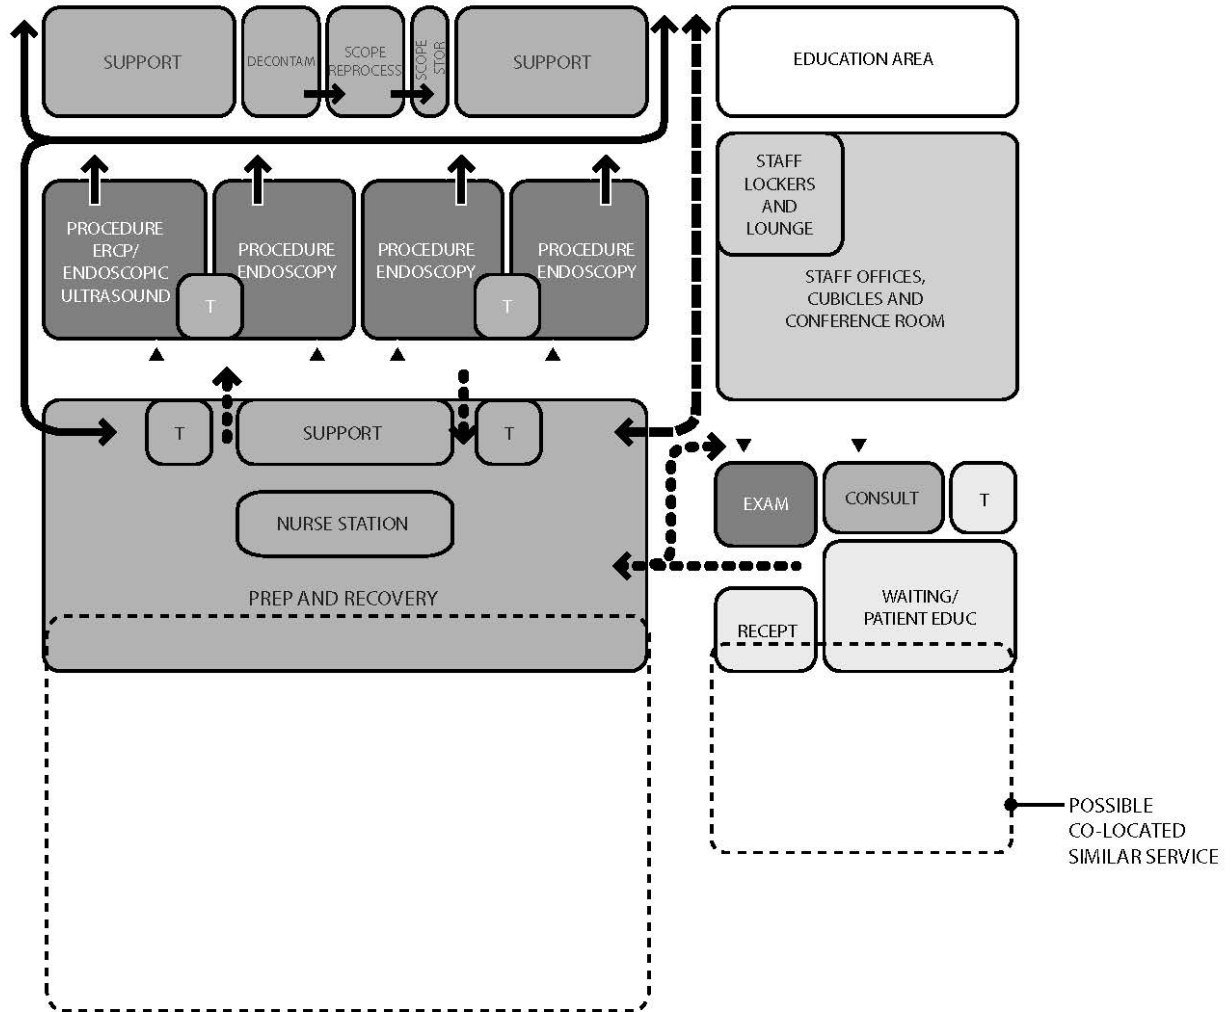 SUPPORT
DECONTAM
SCOPE
REPROCESS
SCOPE
STOR
SUPPORT
EDUCATION AREA
STAFF
LOCKERS
AND
LOUNGE
STAFF OFFICES,
CUBICLES AND
CONFERENCE ROOM
PROCEDURE
ERCP/
ENDOSCOPIC
ULTRASOUND
T
PROCEDURE
ENDOSCOPY
PROCEDURE
ENDOSCOPY
T
PROCEDURE
ENDOSCOPY
T
SUPPORT
T
NURSE STATION
PREP AND RECOVERY
EXAM
CONSULT
T
RECEPT
WAITING/
PATIENT EDUC
POSSIBLE
CO-LOCATED
SIMILAR SERVICE